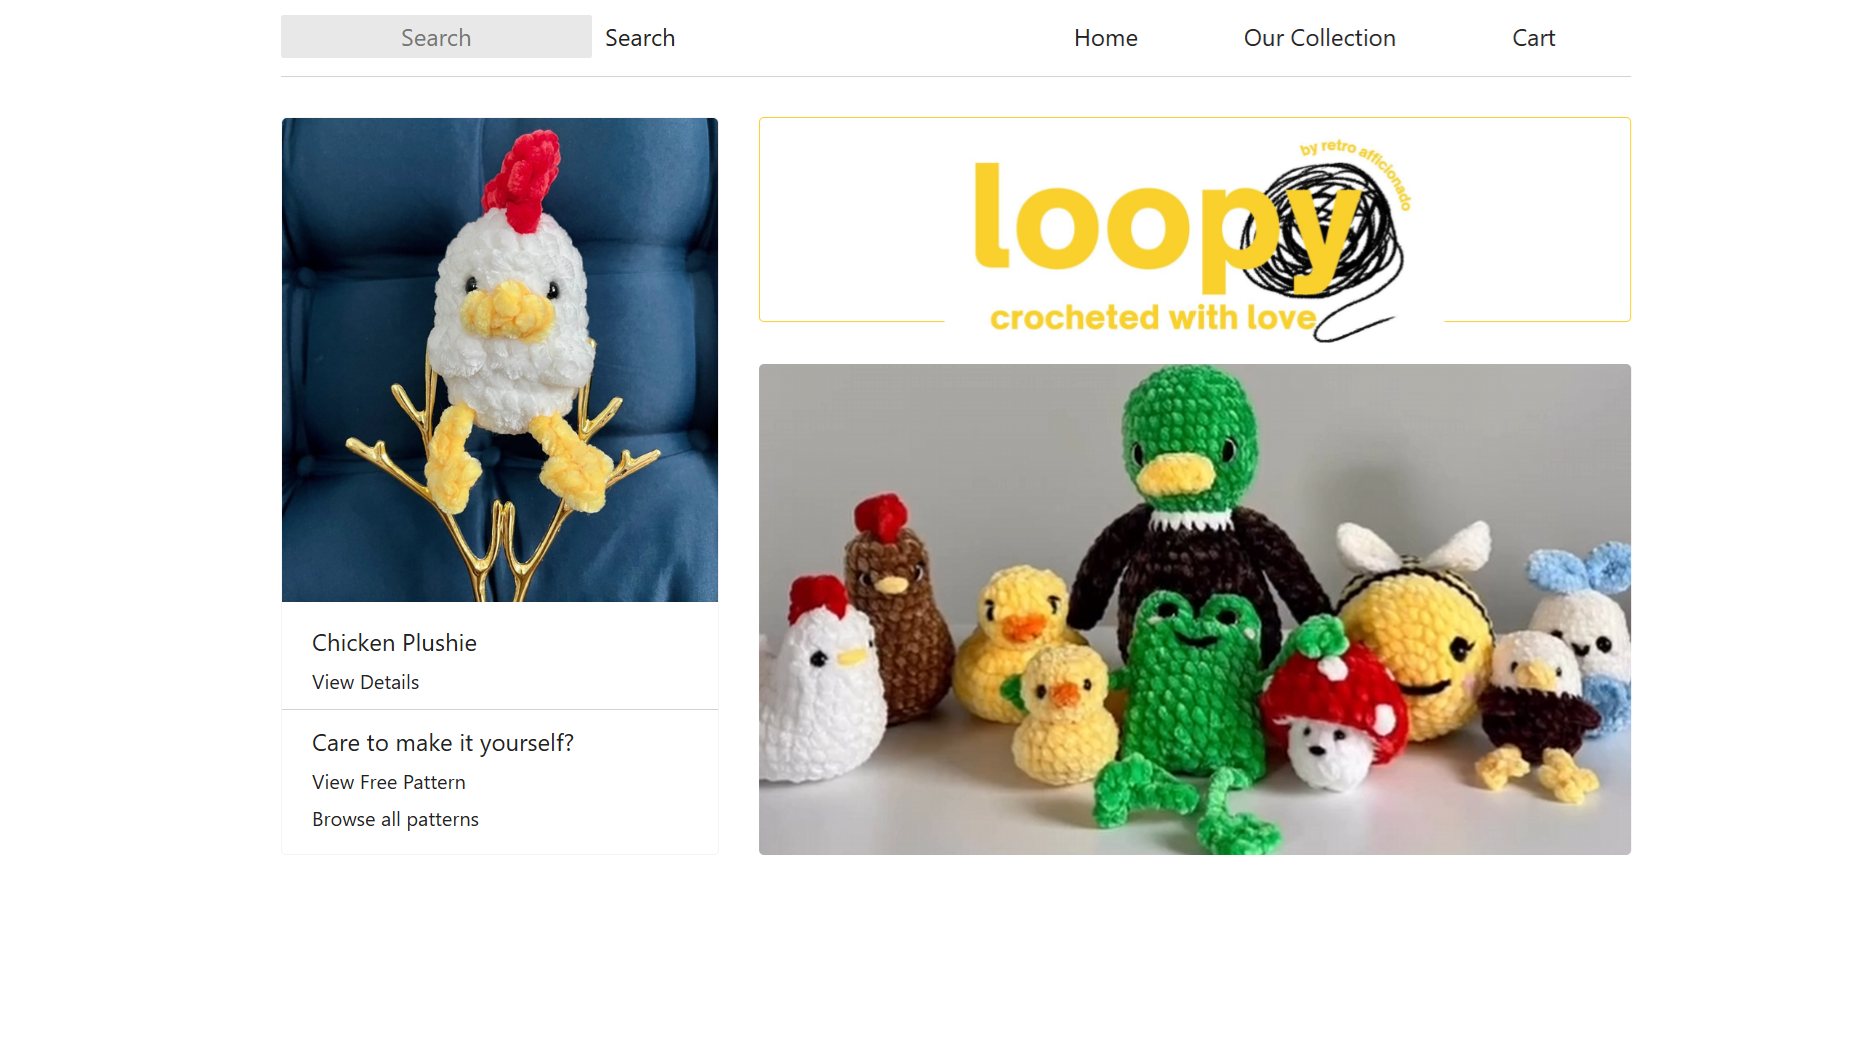 Search
Search
Home
Our Collection
Cart
by retro afficionado
loopy
crocheted with love
Chicken Plushie
View Details
Care to make it yourself?
View Free Pattern
Browse all patterns